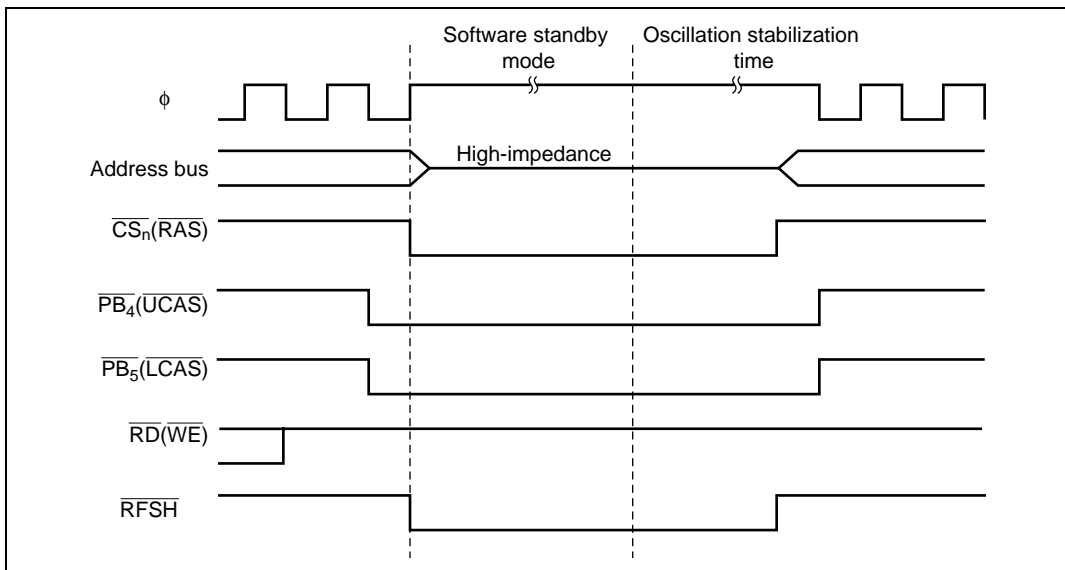 Software standby
mode
Oscillation stabilization
time
ϕ
Address bus
High-impedance
CSn(RAS)
PB4(UCAS)
PB5(LCAS)
RD(WE)
RFSH